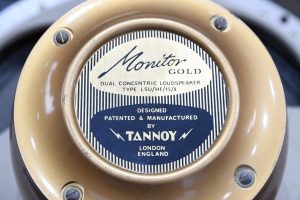 Monitor
GOLD
DUAL CONCENTRIC LOUDSPEAKER
TYPE LSU/HF/15/8
DESIGNED
PATENTED & MANUFACTURED
BY
TANNOY
LONDON
ENGLAND